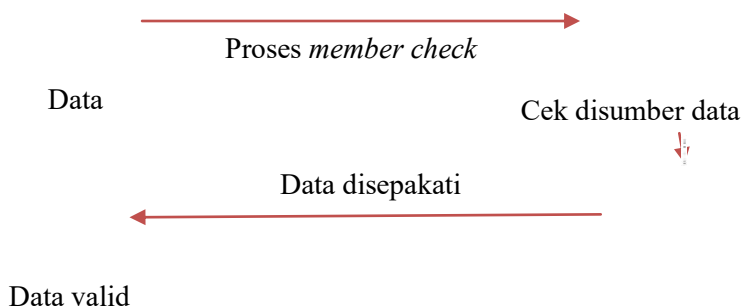 Proses member check
Data
Cek disumber data
Data disepakati
Data valid